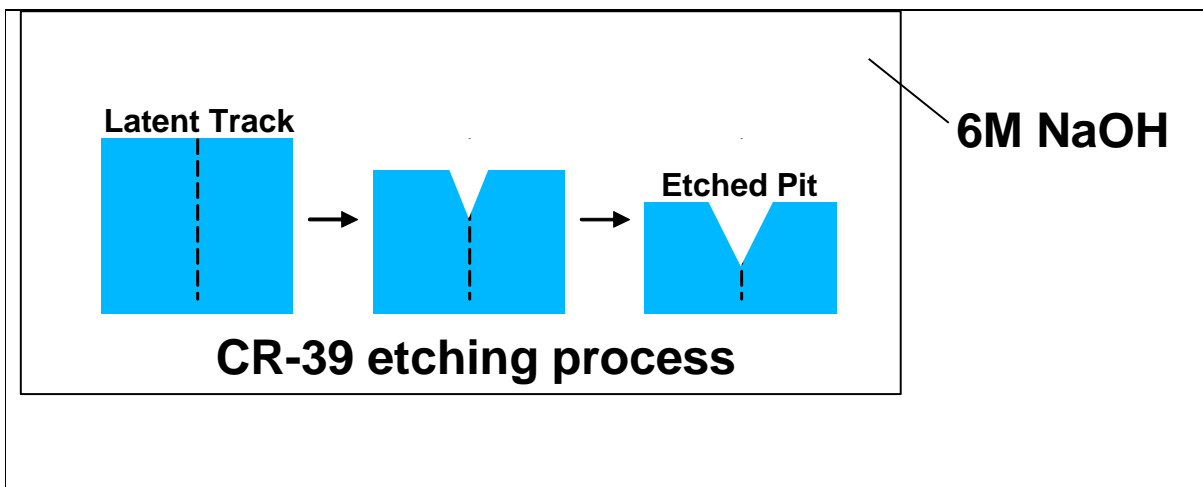 Latent Track
6M NaOH
Etched Pit
CR-39 etching process